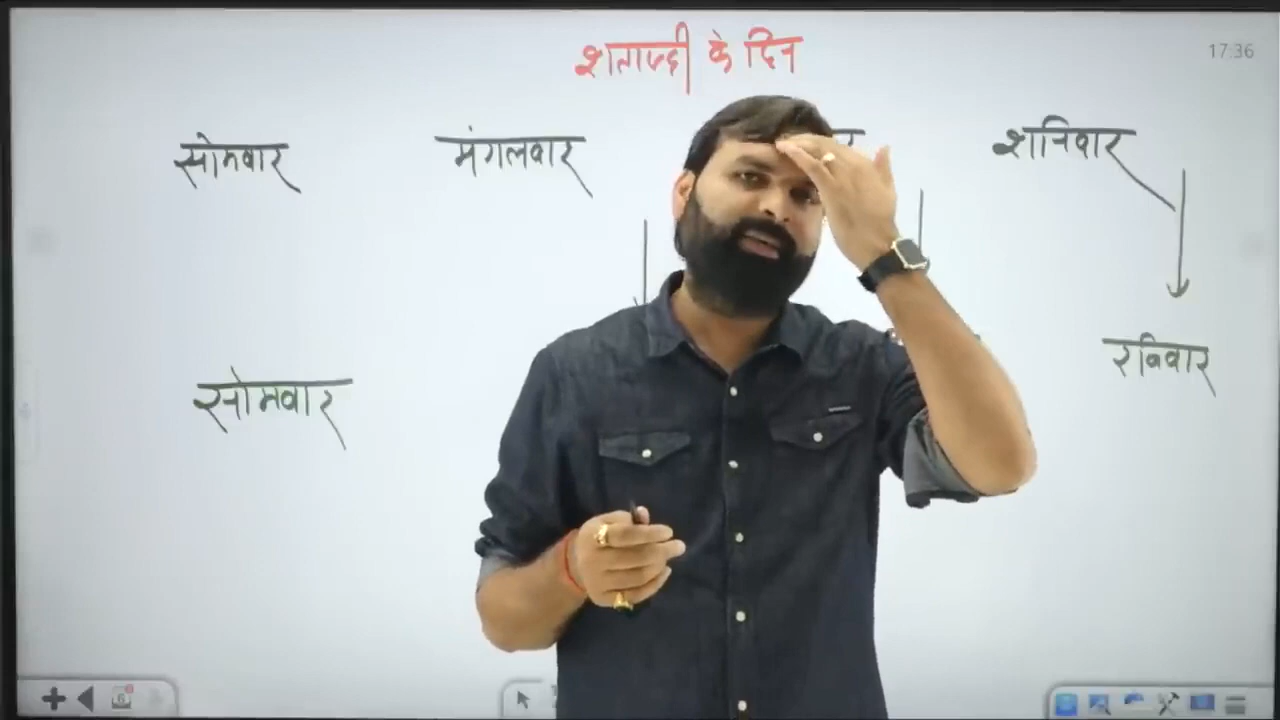 शताब्दी के दिन
17:36
सोमवार मंगलवार शनिवार
रविवार
सोमवार